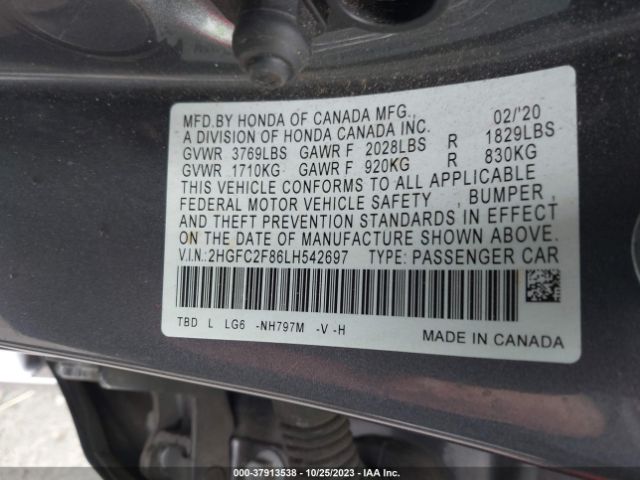 MFD.BY HONDA OF CANADA MFG., 02/'20
A DIVISION OF HONDA CANADA INC.
GVWR 3769LBS GAWR F 2028LBS R 1829LBS
GVWR 1710KG GAWR F 920KG R 830KG
THIS VEHICLE CONFORMS TO ALL APPLICABLE
FEDERAL MOTOR VEHICLE SAFETY , BUMPER ,
AND THEFT PREVENTION STANDARDS IN EFFECT
ON THE DATE OF MANUFACTURE SHOWN ABOVE.
V.I.N.:2HGFC2F86LH542697 TYPE: PASSENGER CAR
TBD L LG6 -NH797M -V -H
MADE IN CANADA
000-37913538 - 10/25/2023 - IAA Inc.